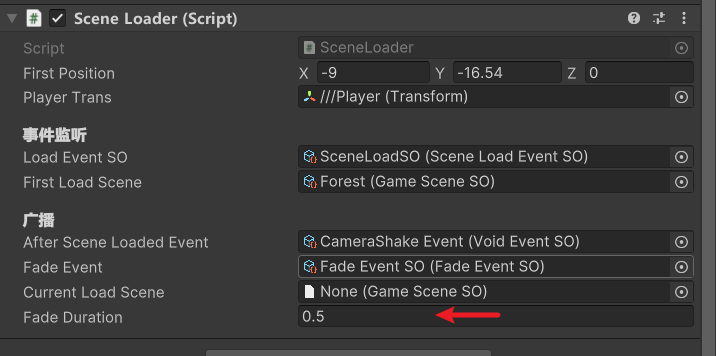 Scene Loader (Script)
Script SceneLoader
First Position X -9 Y -16.54 Z 0
Player Trans ///Player (Transform)
事件监听
Load Event SO SceneLoadSO (Scene Load Event SO)
First Load Scene Forest (Game Scene SO)
广播
After Scene Loaded Event CameraShake Event (Void Event SO)
Fade Event Fade Event SO (Fade Event SO)
Current Load Scene None (Game Scene SO)
Fade Duration 0.5